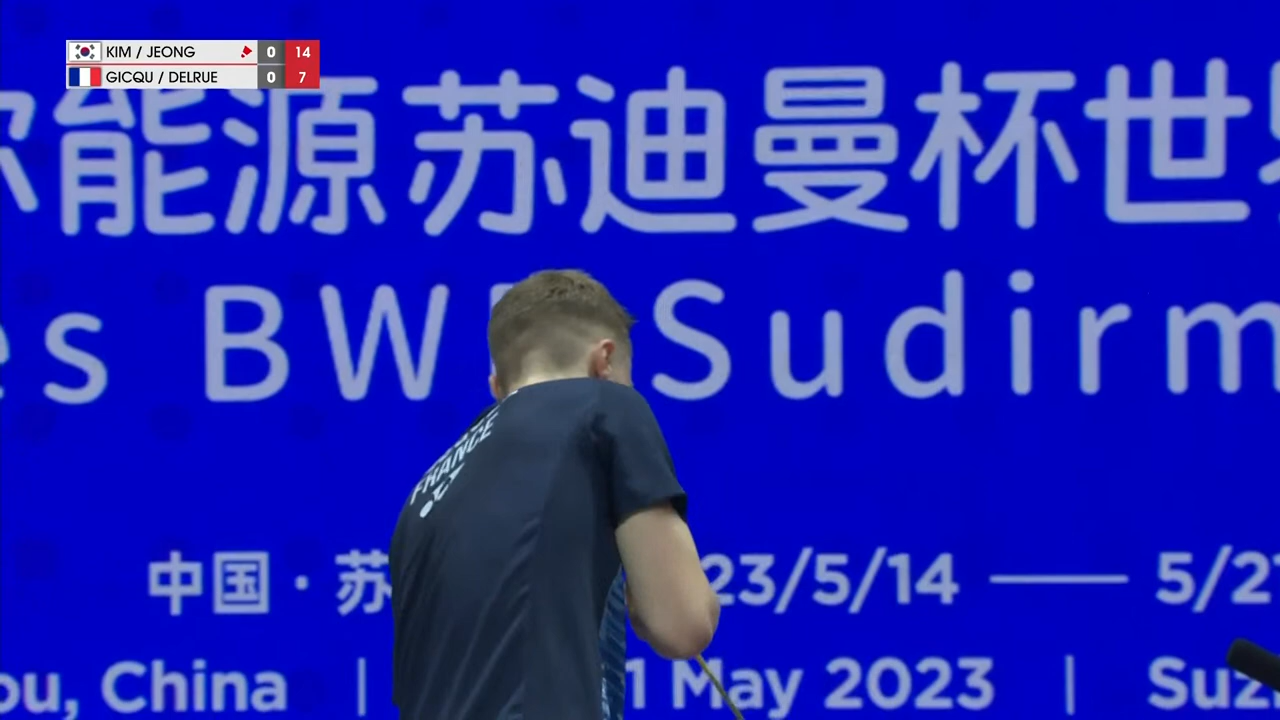 KIM / JEONG 0 14
GICQU / DELRUE 0 7
能源苏迪曼杯世
es BW Sudirm
FRANCE
中国·苏 23/5/14 — 5/2
ou, China | 1 May 2023 | Suz